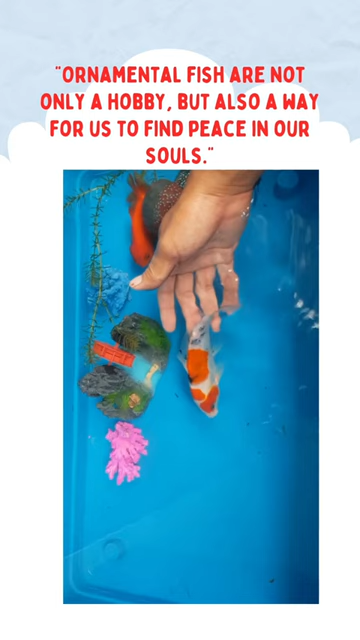 "ORNAMENTAL FISH ARE NOT
ONLY A HOBBY, BUT ALSO A WAY
FOR US TO FIND PEACE IN OUR
SOULS."